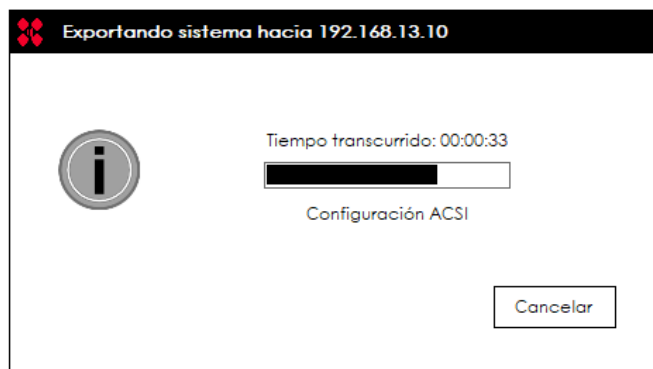 Exportando sistema hacia 192.168.13.10
Tiempo transcurrido: 00:00:33
Configuración ACSI
Cancelar